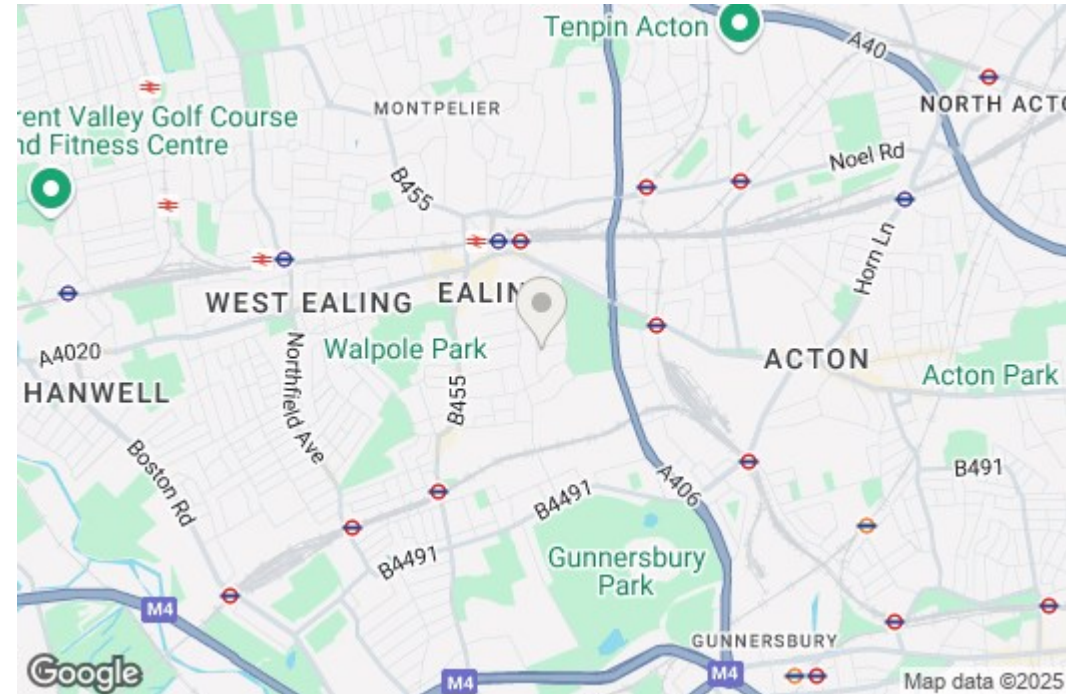 Tenpin Acton
A40
NORTH ACTO
MONTPELIER
rent Valley Golf Course
nd Fitness Centre
Noel Rd
B455
Horn Ln
WEST EALING
EALIN
Walpole Park
A4020
HANWELL
Northfield Ave
B455
ACTON
Acton Park
Boston Rd
B491
B4491
A406
B4491
Gunnersbury
Park
M4
GUNNERSBURY
M4
M4
Google
Map data ©2025